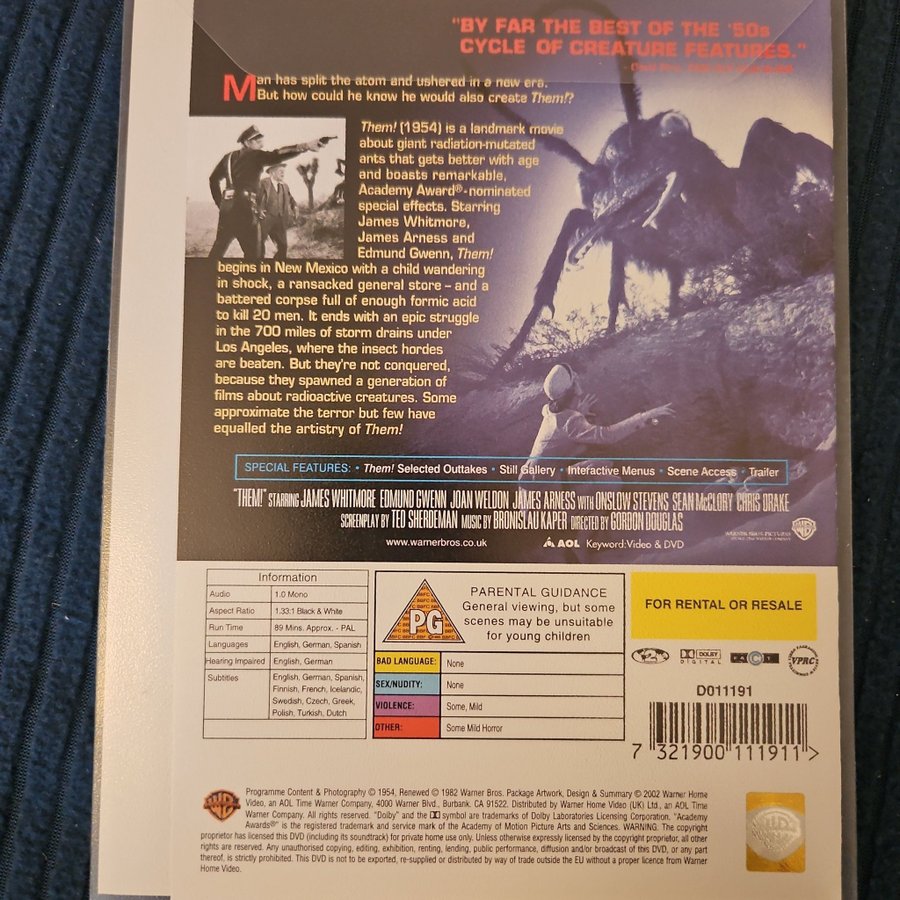 "BY FAR THE BEST OF THE '50s
CYCLE OF CREATURE FEATURES."
Man has split the atom and ushered in a new era.
But how could he know he would also create Them!?
Them! (1954) is a landmark movie
about giant radiation-mutated
ants that gets better with age
and boasts remarkable,
Academy Award®-nominated
special effects. Starring
James Whitmore,
James Arness and
Edmund Gwenn, Them!
begins in New Mexico with a child wandering
in shock, a ransacked general store – and a
battered corpse full of enough formic acid
to kill 20 men. It ends with an epic struggle
in the 700 miles of storm drains under
Los Angeles, where the insect hordes
are beaten. But they're not conquered,
because they spawned a generation of
films about radioactive creatures. Some
approximate the terror but few have
equalled the artistry of Them!
SPECIAL FEATURES: • Them! Selected Outtakes • Still Gallery • Interactive Menus • Scene Access • Trailer
"THEM!" STARRING JAMES WHITMORE EDMUND GWENN JOAN WELDON JAMES ARNESS WITH ONSLOW STEVENS SEAN McCLORY CHRIS DRAKE
SCREENPLAY BY TED SHERDEMAN MUSIC BY BRONISLAU KAPER DIRECTED BY GORDON DOUGLAS
WARNER BROS. PICTURES
www.warnerbros.co.uk AOL Keyword:Video & DVD
Information
Audio 1.0 Mono
Aspect Ratio 1.33:1 Black & White
Run Time 89 Mins. Approx. - PAL
Languages English, German, Spanish
Hearing Impaired English, German
Subtitles English, German, Spanish,
Finnish, French, Icelandic,
Swedish, Czech, Greek,
Polish, Turkish, Dutch
PG
PARENTAL GUIDANCE
General viewing, but some
scenes may be unsuitable
for young children
BAD LANGUAGE: None
SEX/NUDITY: None
VIOLENCE: Some, Mild
OTHER: Some Mild Horror
FOR RENTAL OR RESALE
2 DOLBY DIGITAL FACT VPRC
D011191
7 321900 111911 >
Programme Content & Photography © 1954, Renewed © 1982 Warner Bros. Package Artwork, Design & Summary © 2002 Warner Home
Video, an AOL Time Warner Company, 4000 Warner Blvd., Burbank, CA 91522. Distributed by Warner Home Video (UK) Ltd., an AOL Time
Warner Company. All rights reserved. "Dolby" and the DD symbol are trademarks of Dolby Laboratories Licensing Corporation. "Academy
Awards®" is the registered trademark and service mark of the Academy of Motion Picture Arts and Sciences. WARNING: The copyright
proprietor has licensed this DVD (including its soundtrack) for private home use only. Unless otherwise expressly licensed by the copyright proprietor, all other
rights are reserved. Any unauthorised copying, editing, exhibition, renting, lending, public performance, diffusion and/or broadcast of this DVD, or any part
thereof, is strictly prohibited. This DVD is not to be exported, re-supplied or distributed by way of trade outside the EU without a proper licence from Warner
Home Video.